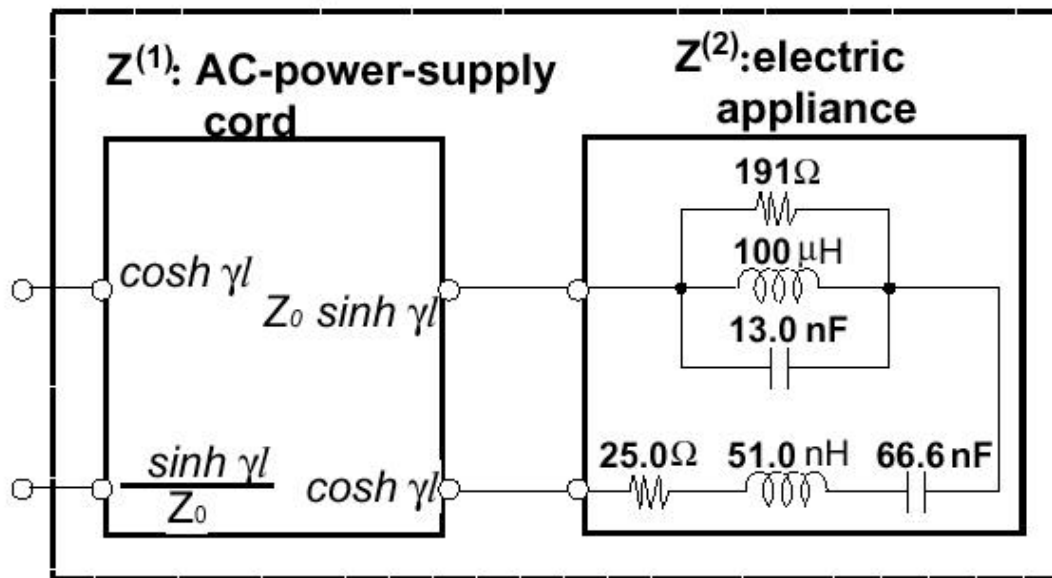 Z(1): AC-power-supply
cord
Z(2):electric
appliance
191Ω
100 μH
13.0 nF
cosh γl
Z0 sinh γl
sinh γl
Z0
cosh γl
25.0Ω
51.0 nH
66.6 nF